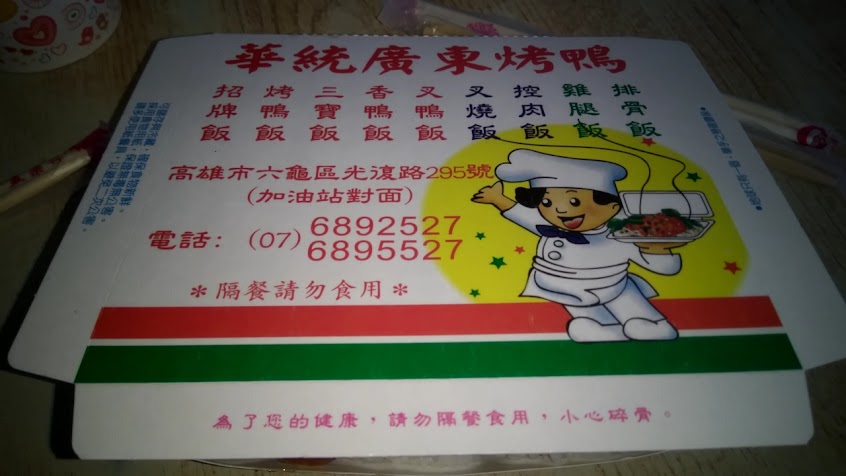 華統廣東烤鴨
招牌飯 烤鴨飯 三寶飯 香鴨飯 叉鴨飯 叉燒飯 控肉飯 雞腿飯 排骨飯
高雄市六龜區光復路295號
(加油站對面)
電話: (07) 6892527
6895527
＊隔餐請勿食用＊
為了您的健康，請勿隔餐食用，小心碎骨。